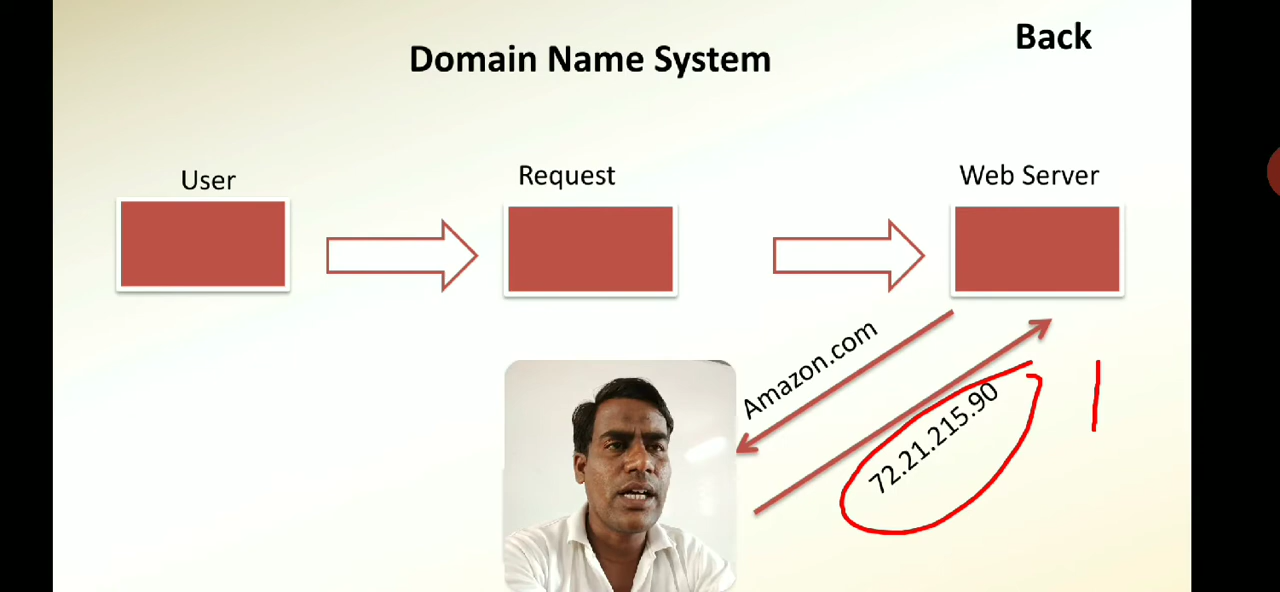 Back
Domain Name System
User
Request
Web Server
Amazon.com
72.21.215.90